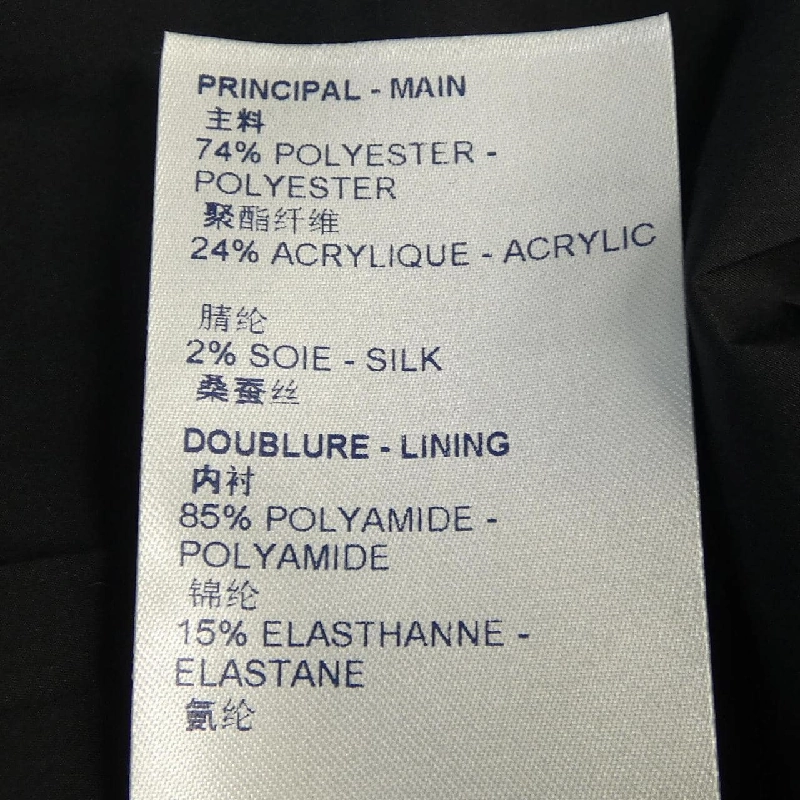 PRINCIPAL - MAIN
主料
74% POLYESTER -
POLYESTER
聚酯纤维
24% ACRYLIQUE - ACRYLIC
腈纶
2% SOIE - SILK
桑蚕丝
DOUBLURE - LINING
内衬
85% POLYAMIDE -
POLYAMIDE
锦纶
15% ELASTHANNE -
ELASTANE
氨纶